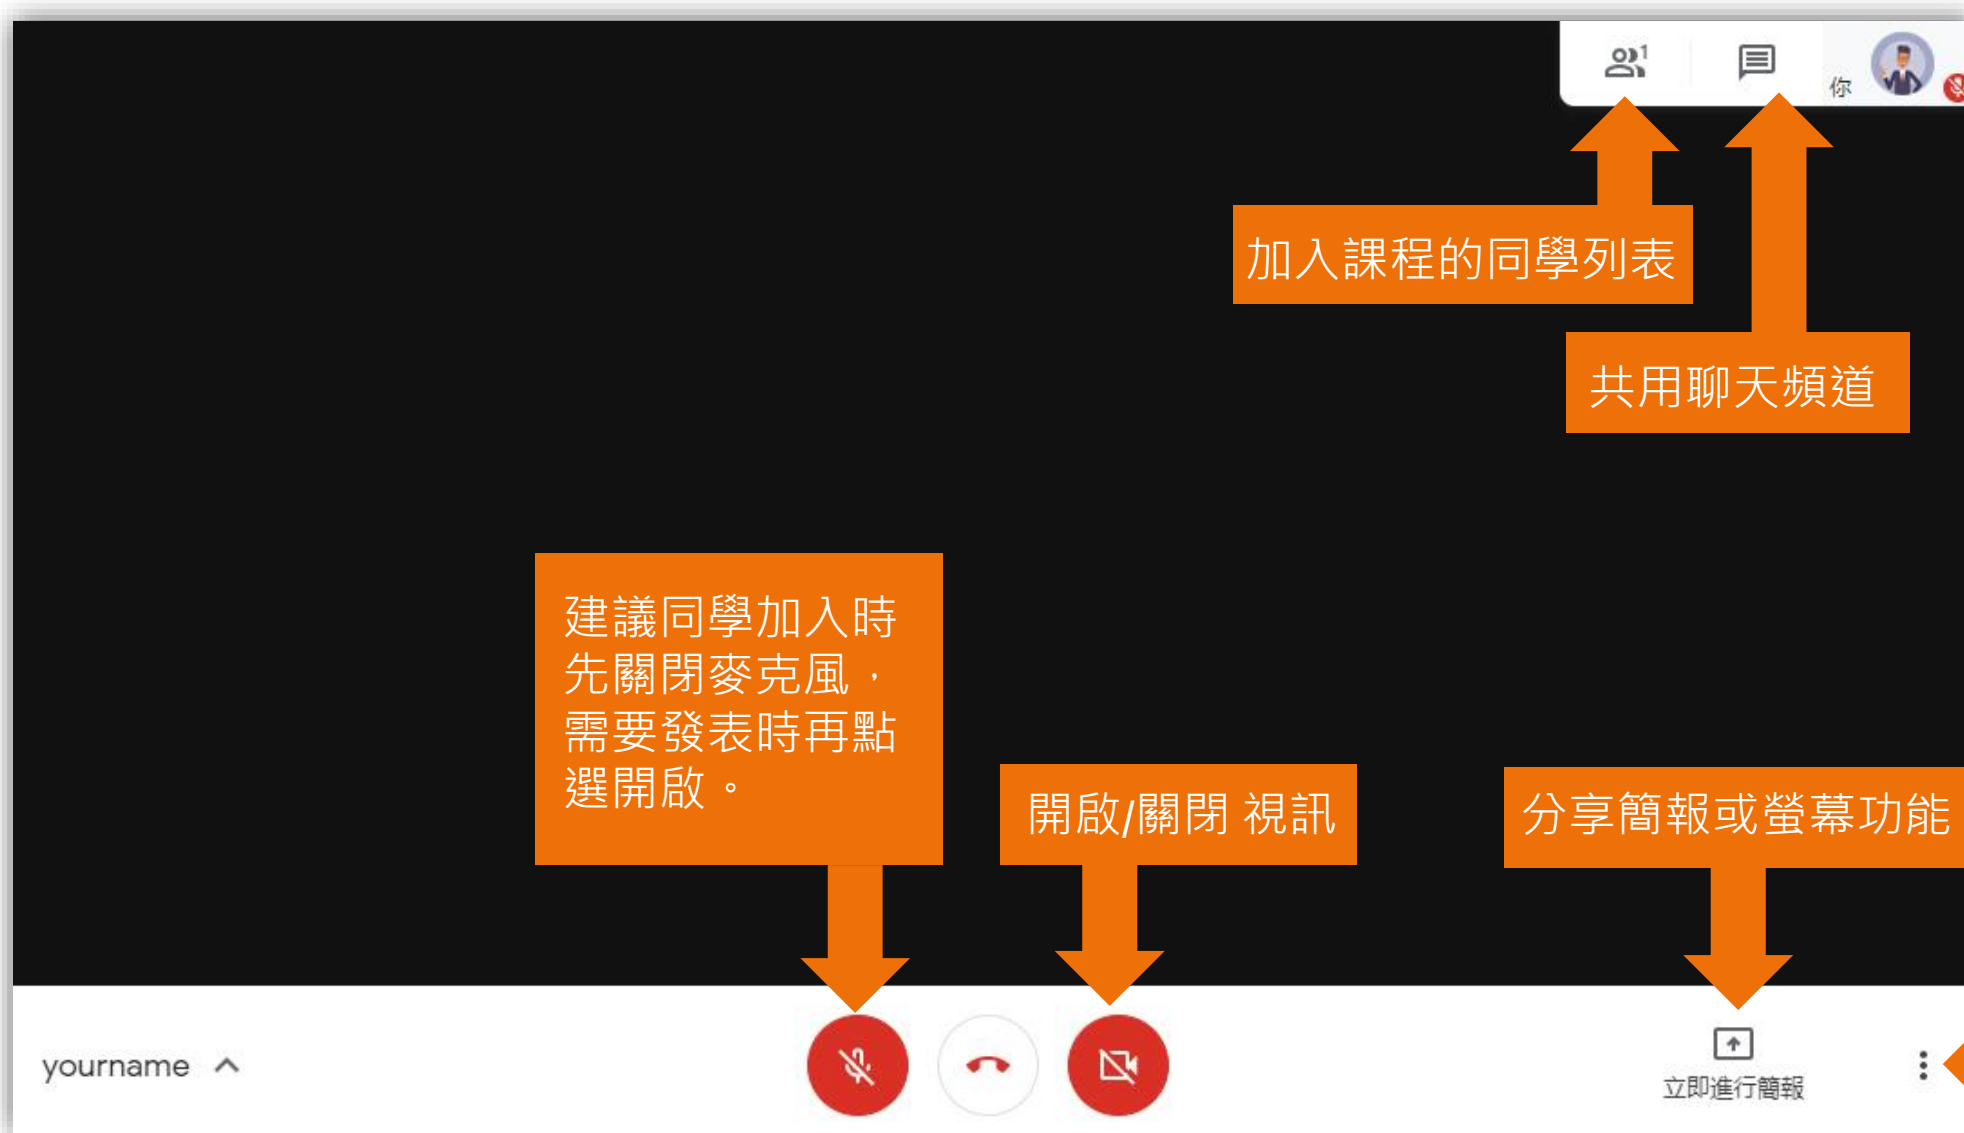 1
你
加入課程的同學列表
共用聊天頻道
建議同學加入時
先關閉麥克風，
需要發表時再點
選開啟。
開啟/關閉 視訊
分享簡報或螢幕功能
yourname
立即進行簡報